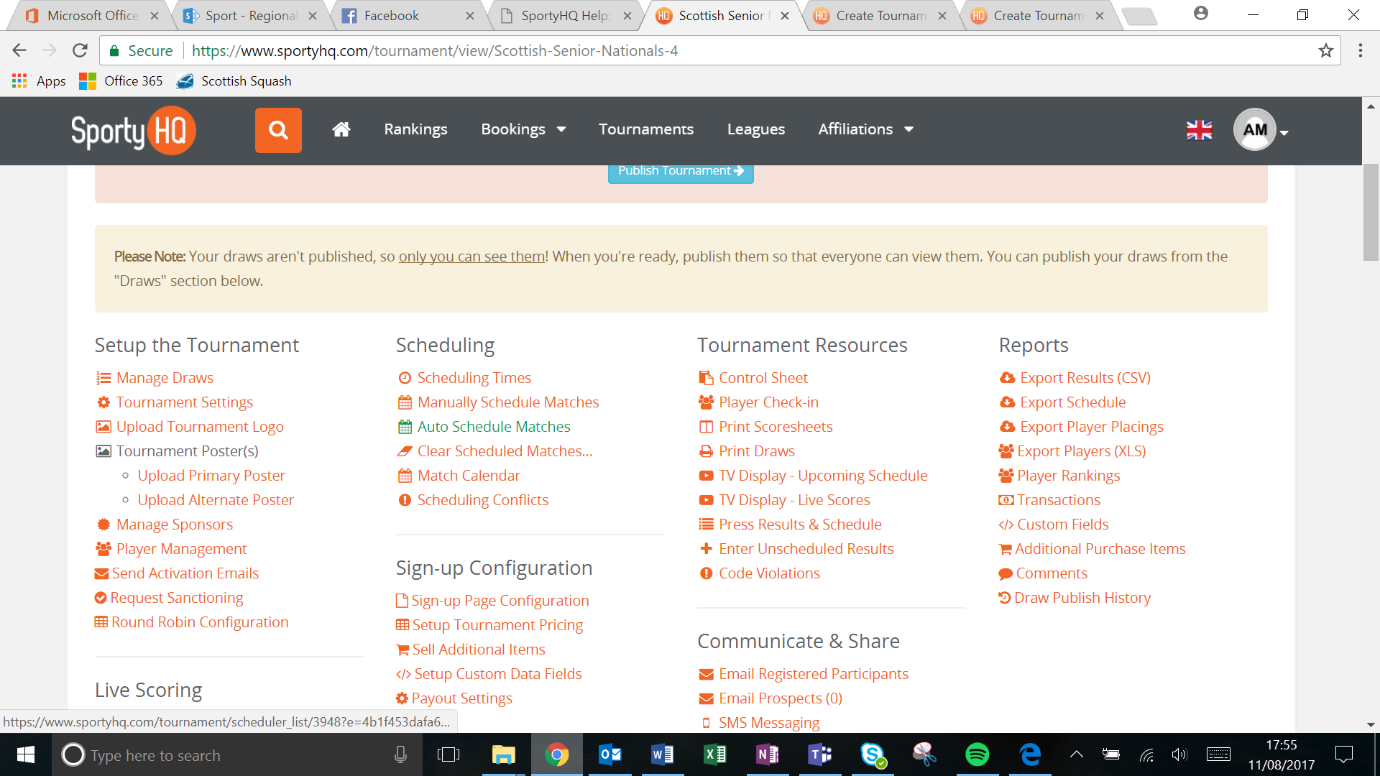 Microsoft Office
Sport - Regional
Facebook
SportyHQ Help:
Scottish Senior
Create Tournam
Create Tournam
Secure
https://www.sportyhq.com/tournament/view/Scottish-Senior-Nationals-4
Apps
Office 365
Scottish Squash
SportyHQ
Rankings
Bookings
Tournaments
Leagues
Affiliations
AM
Publish Tournament
Please Note: Your draws aren't published, so only you can see them! When you're ready, publish them so that everyone can view them. You can publish your draws from the
"Draws" section below.
Setup the Tournament
Manage Draws
Tournament Settings
Upload Tournament Logo
Tournament Poster(s)
Upload Primary Poster
Upload Alternate Poster
Manage Sponsors
Player Management
Send Activation Emails
Request Sanctioning
Round Robin Configuration
Live Scoring
Scheduling
Scheduling Times
Manually Schedule Matches
Auto Schedule Matches
Clear Scheduled Matches...
Match Calendar
Scheduling Conflicts
Sign-up Configuration
Sign-up Page Configuration
Setup Tournament Pricing
Sell Additional Items
Setup Custom Data Fields
Payout Settings
Tournament Resources
Control Sheet
Player Check-in
Print Scoresheets
Print Draws
TV Display - Upcoming Schedule
TV Display - Live Scores
Press Results & Schedule
Enter Unscheduled Results
Code Violations
Communicate & Share
Email Registered Participants
Email Prospects (0)
SMS Messaging
Reports
Export Results (CSV)
Export Schedule
Export Player Placings
Export Players (XLS)
Player Rankings
Transactions
Custom Fields
Additional Purchase Items
Comments
Draw Publish History
https://www.sportyhq.com/tournament/scheduler_list/3948?e=4b1f453dafa6...
Type here to search
17:55
11/08/2017